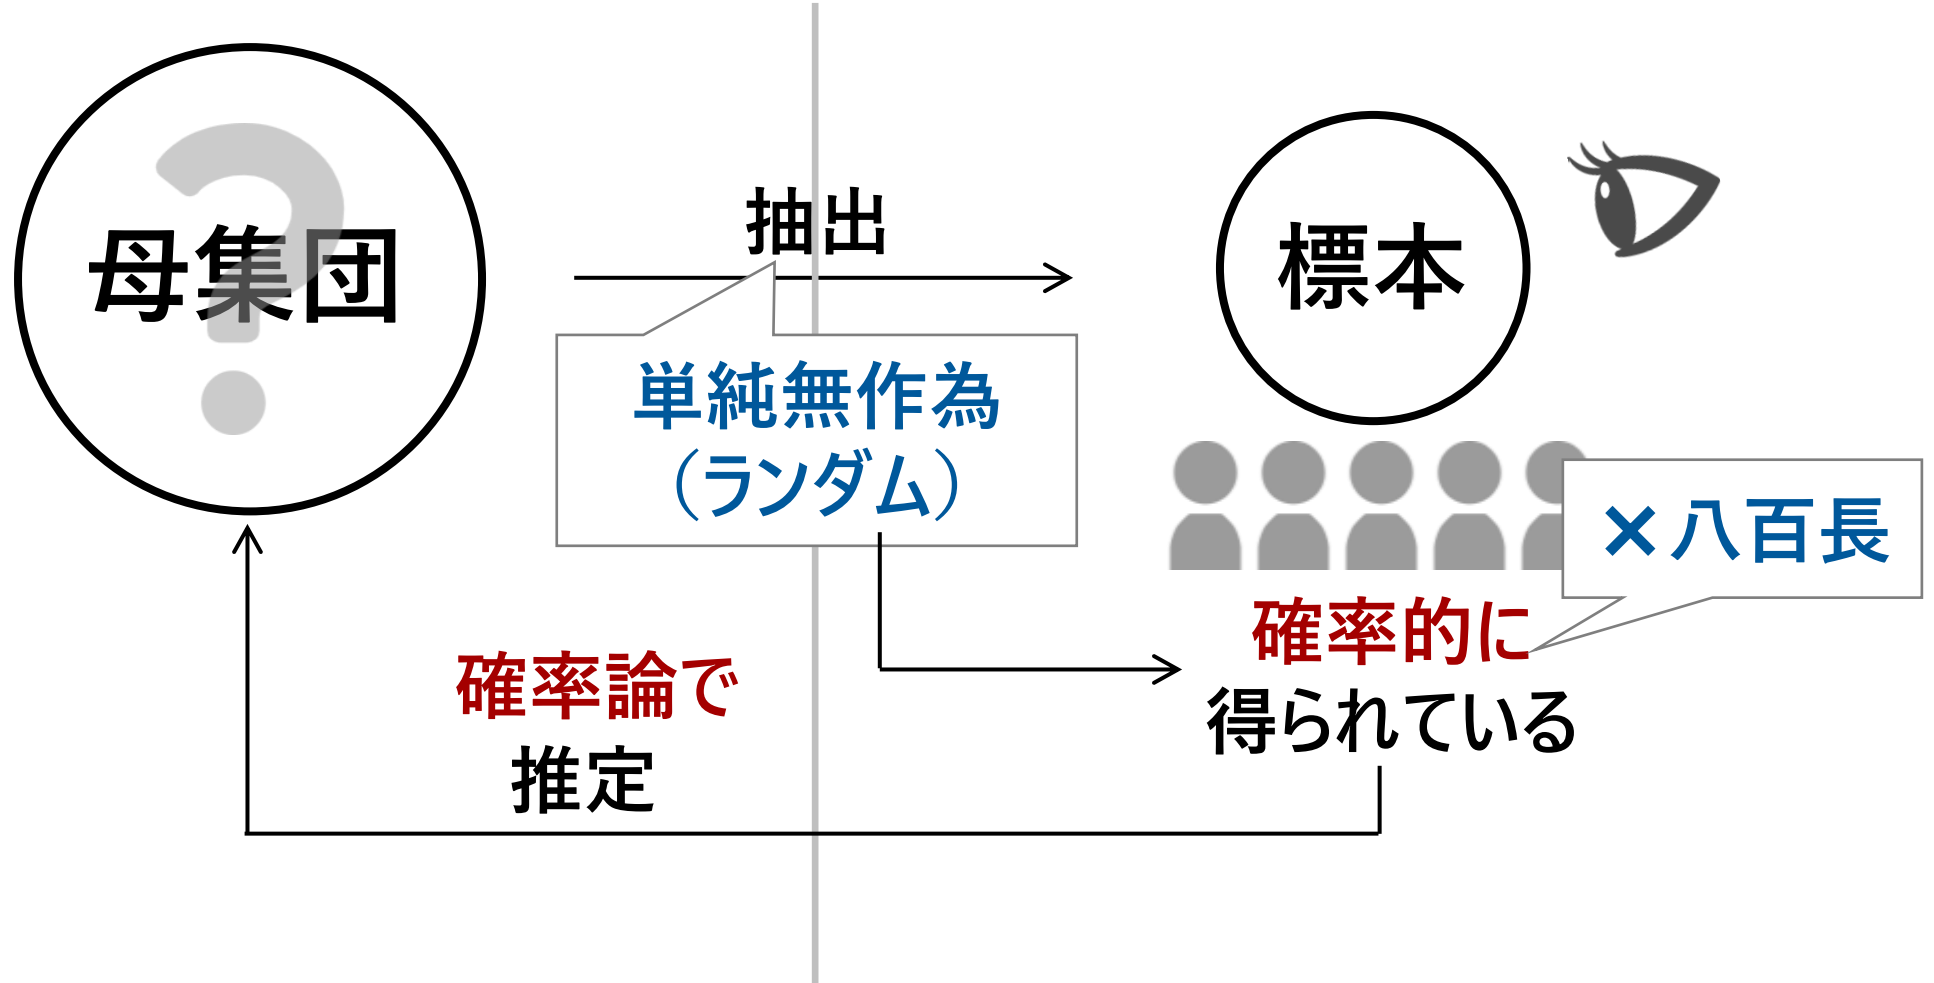 母集団
抽出
標本
単純無作為
（ランダム）
×八百長
確率的に
得られている
確率論で
推定